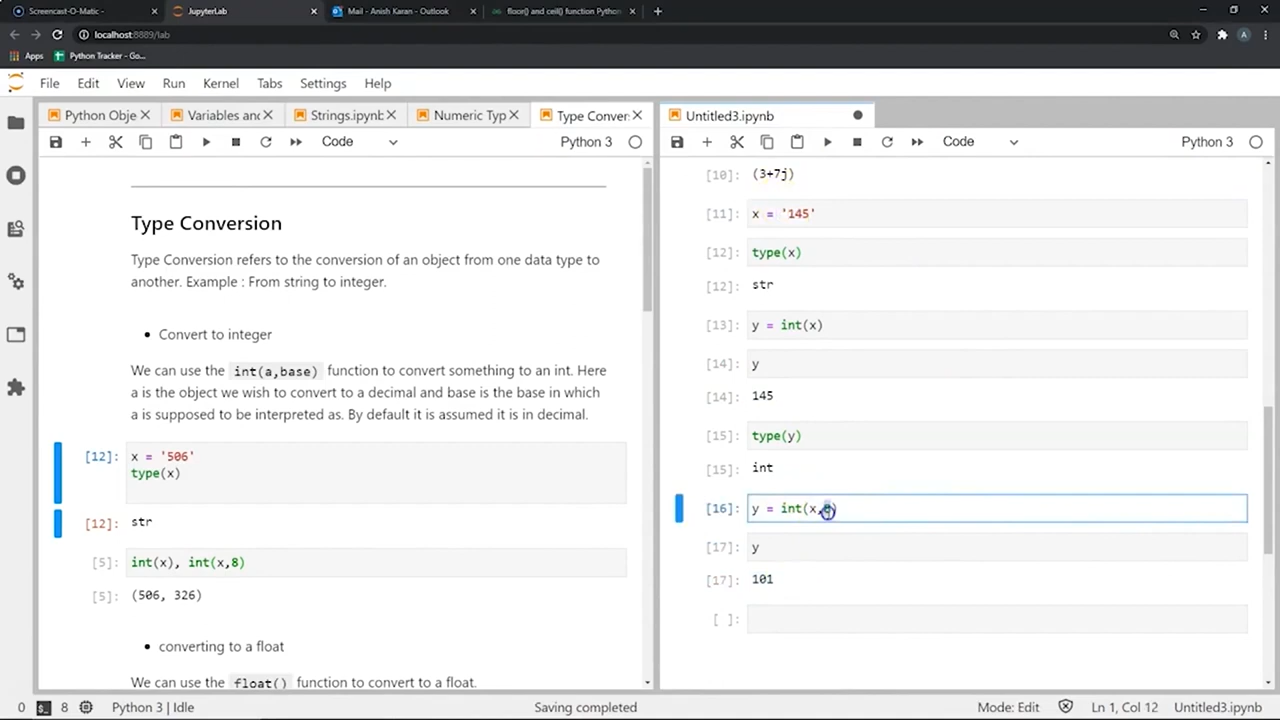 Screencast-O-Matic -
JupyterLab
Mail - Anish Karan - Outlook
floor() and ceil() function Python
localhost:8889/lab
Apps
Python Tracker - Go...
File Edit View Run Kernel Tabs Settings Help
Python Obje
Variables and
Strings.ipynb
Numeric Typ
Type Conver
Untitled3.ipynb
Code
Python 3
Code
Python 3
Type Conversion
Type Conversion refers to the conversion of an object from one data type to
another. Example : From string to integer.
• Convert to integer
We can use the int(a,base) function to convert something to an int. Here
a is the object we wish to convert to a decimal and base is the base in which
a is supposed to be interpreted as. By default it is assumed it is in decimal.
[12]: x = '506'
type(x)
[12]: str
[5]: int(x), int(x,8)
[5]: (506, 326)
• converting to a float
We can use the float() function to convert to a float.
[10]: (3+7j)
[11]: x = '145'
[12]: type(x)
[12]: str
[13]: y = int(x)
[14]: y
[14]: 145
[15]: type(y)
[15]: int
[16]: y = int(x,
[17]: y
[17]: 101
[ ]:
0
8
Python 3 | Idle
Saving completed
Mode: Edit
Ln 1, Col 12
Untitled3.ipynb